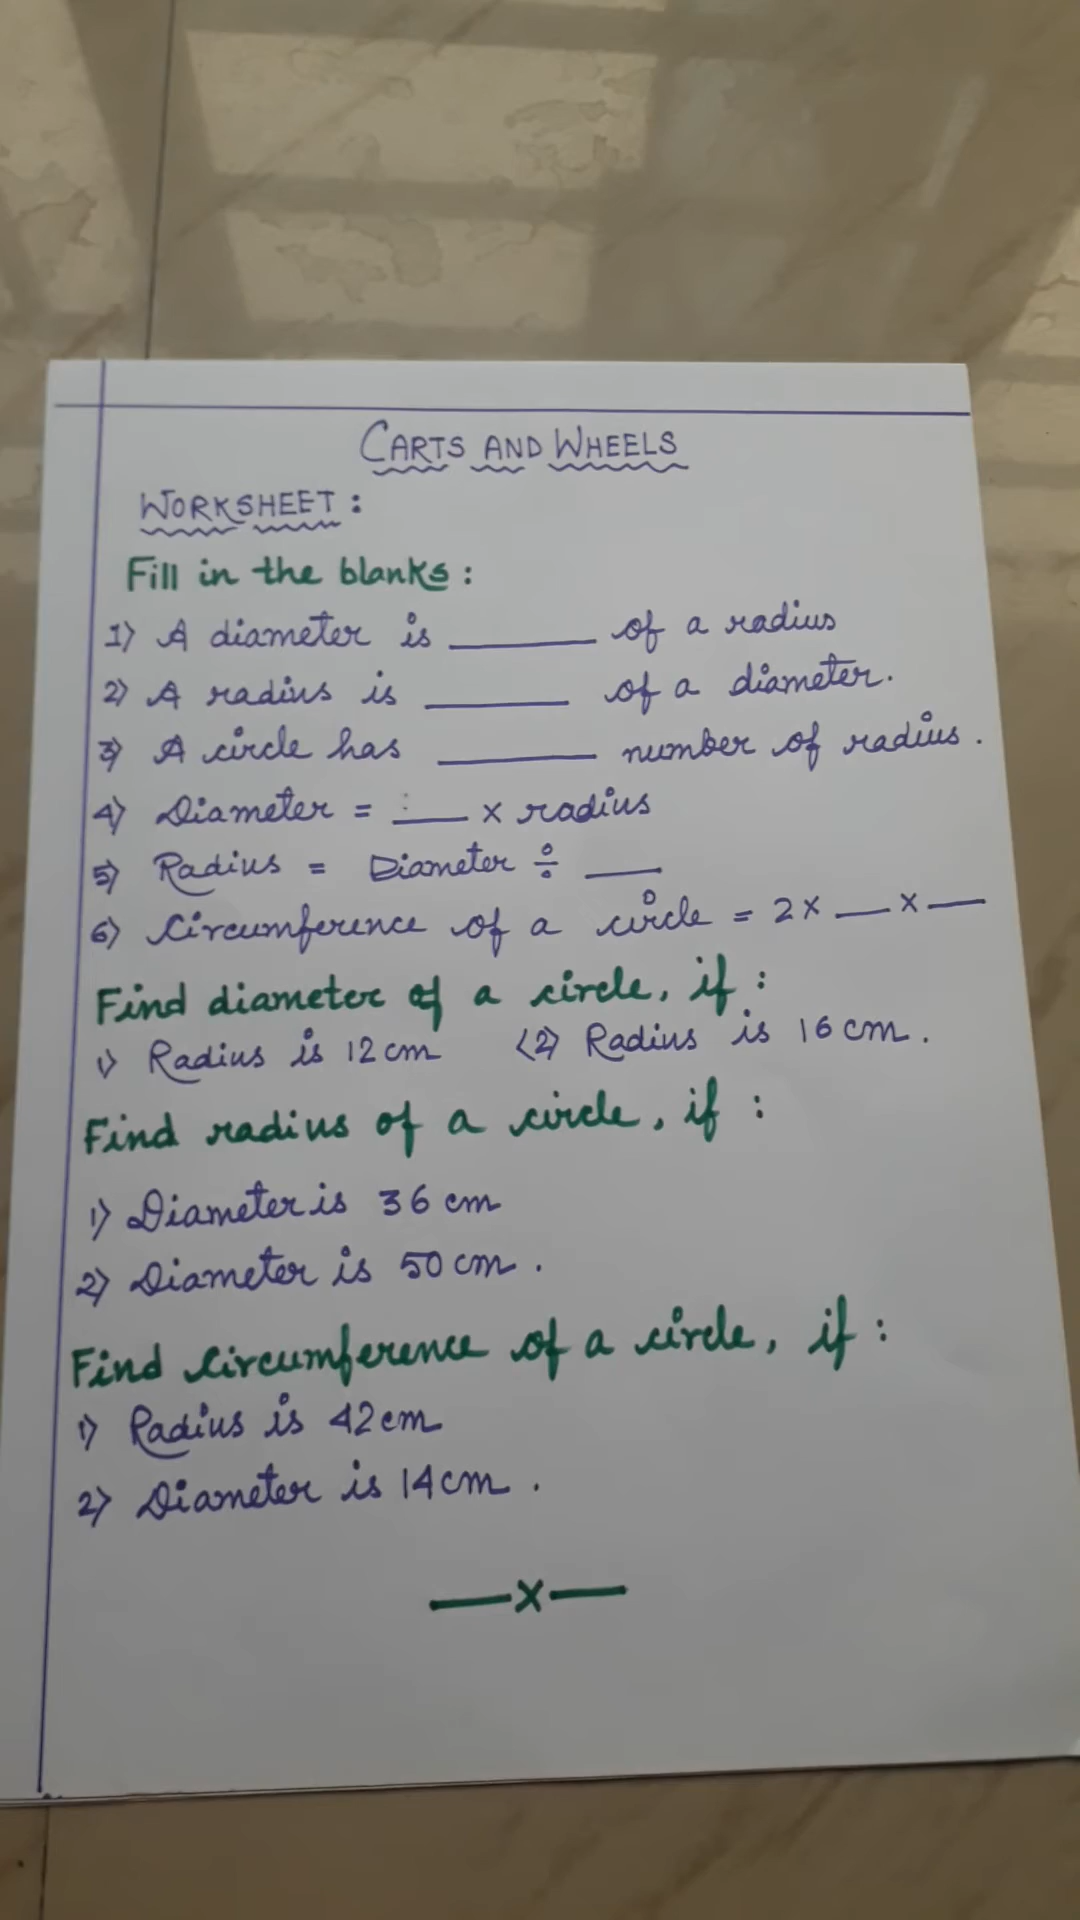 CARTS AND WHEELS
WORKSHEET :
Fill in the blanks :
1) A diameter is ______ of a radius
2) A radius is ______ of a diameter.
3) A circle has ______ number of radius.
4) Diameter = ___ × radius
5) Radius = Diameter ÷ ___
6) Circumference of a circle = 2 × __ × __
Find diameter of a circle, if :
1) Radius is 12 cm (2) Radius is 16 cm.
Find radius of a circle, if :
1) Diameter is 36 cm
2) Diameter is 50 cm.
Find circumference of a circle, if :
1) Radius is 42 cm
2) Diameter is 14 cm.
—x—